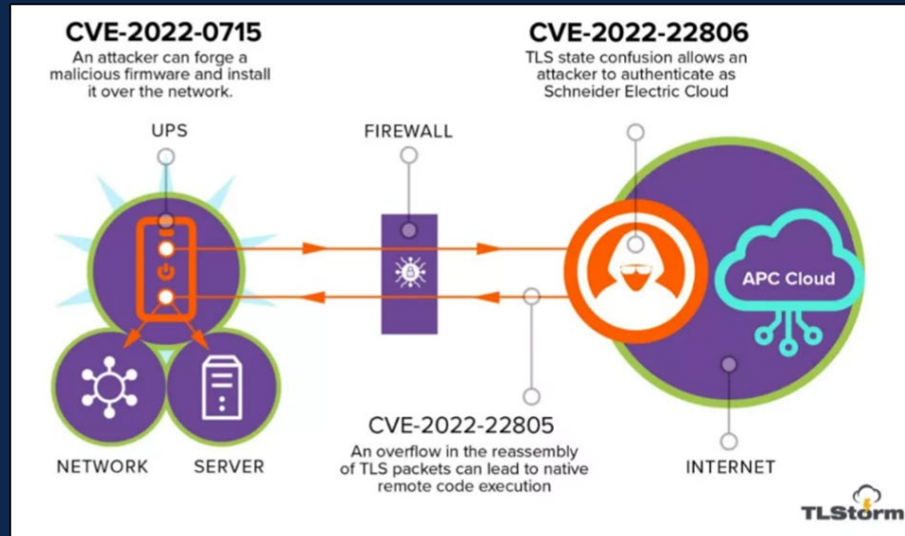 CVE-2022-0715
An attacker can forge a
malicious firmware and install
it over the network.
CVE-2022-22806
TLS state confusion allows an
attacker to authenticate as
Schneider Electric Cloud
UPS
FIREWALL
APC Cloud
CVE-2022-22805
An overflow in the reassembly
of TLS packets can lead to native
remote code execution
NETWORK
SERVER
INTERNET
TLStorm